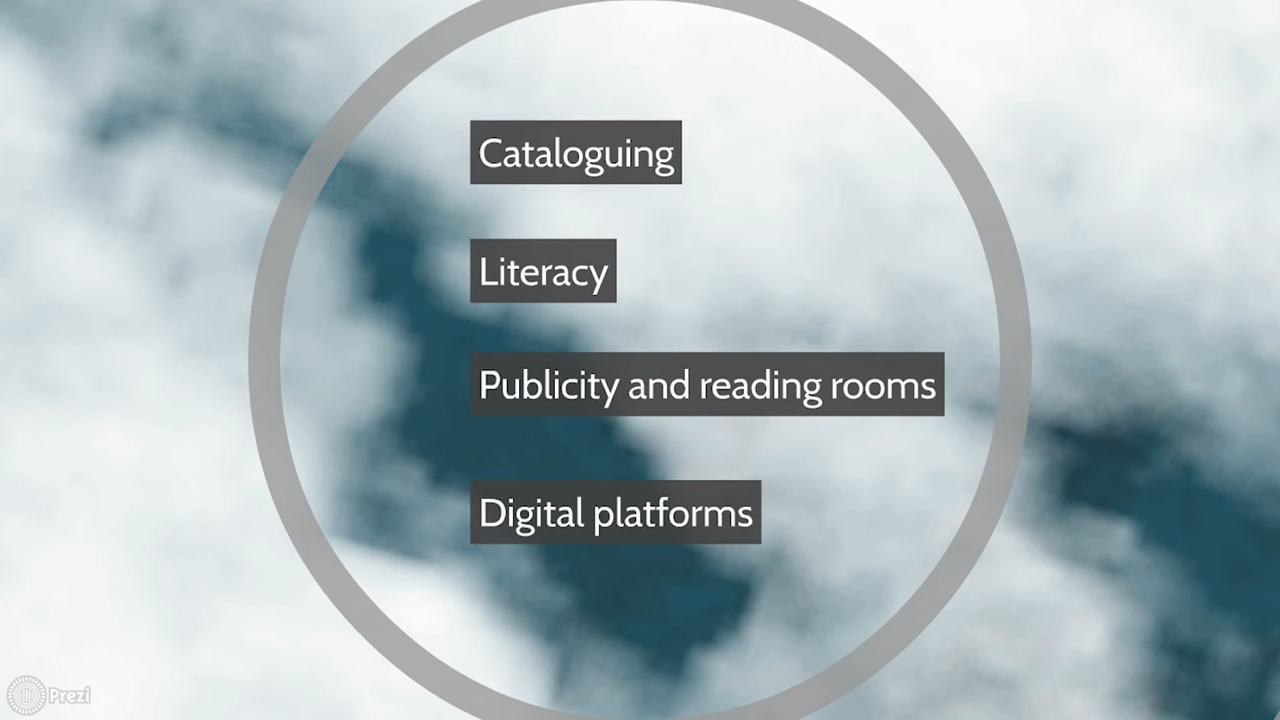 Cataloguing
Literacy
Publicity and reading rooms
Digital platforms
Prezi